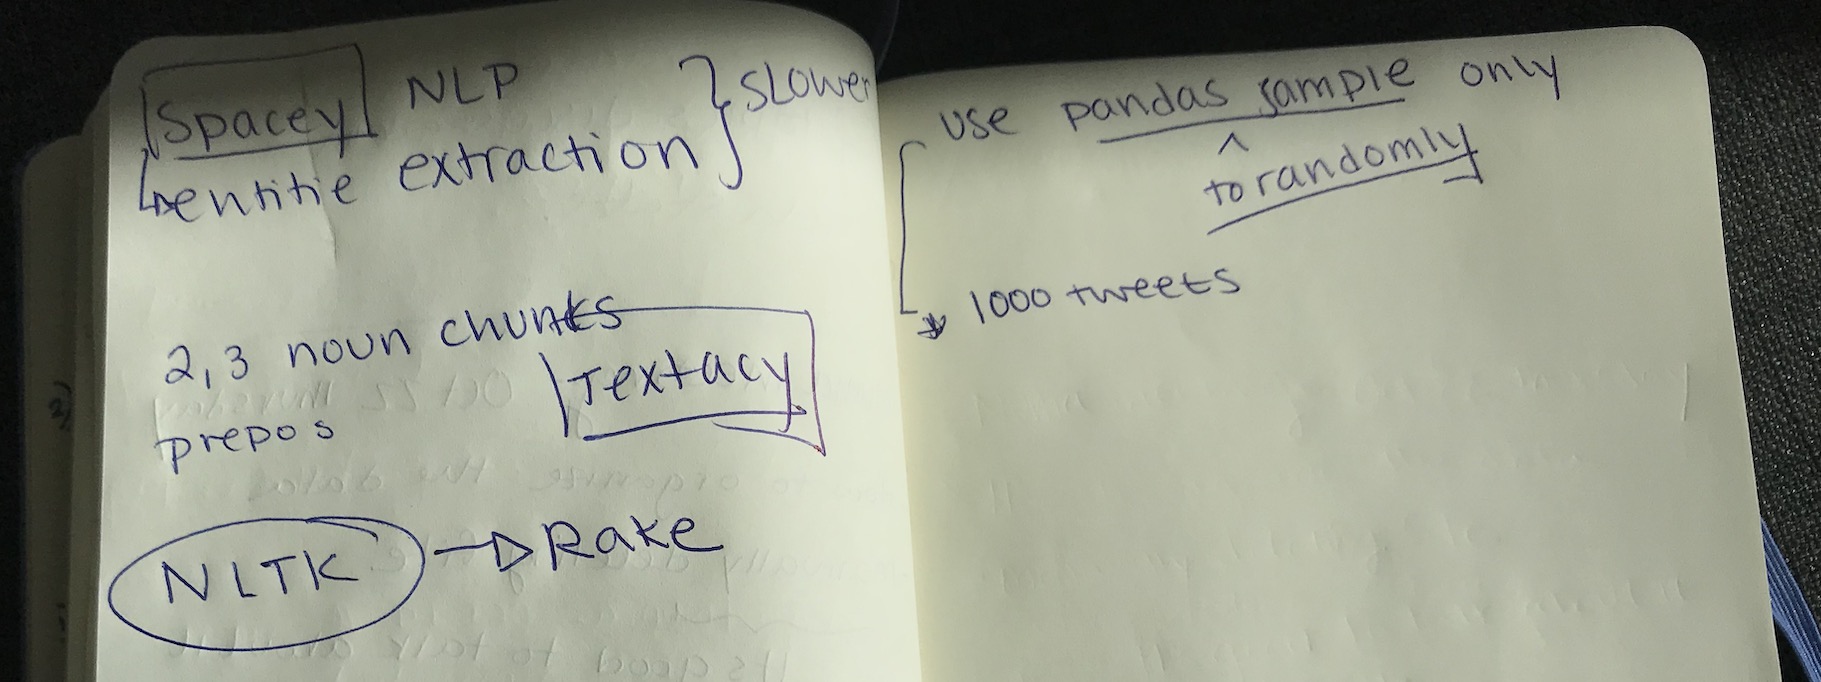 Spacey NLP } slower
→ entitie extraction
2,3 noun chunks
Textacy
prepos
NLTK → Rake
use pandas sample only
^
to randomly
→ 1000 tweets